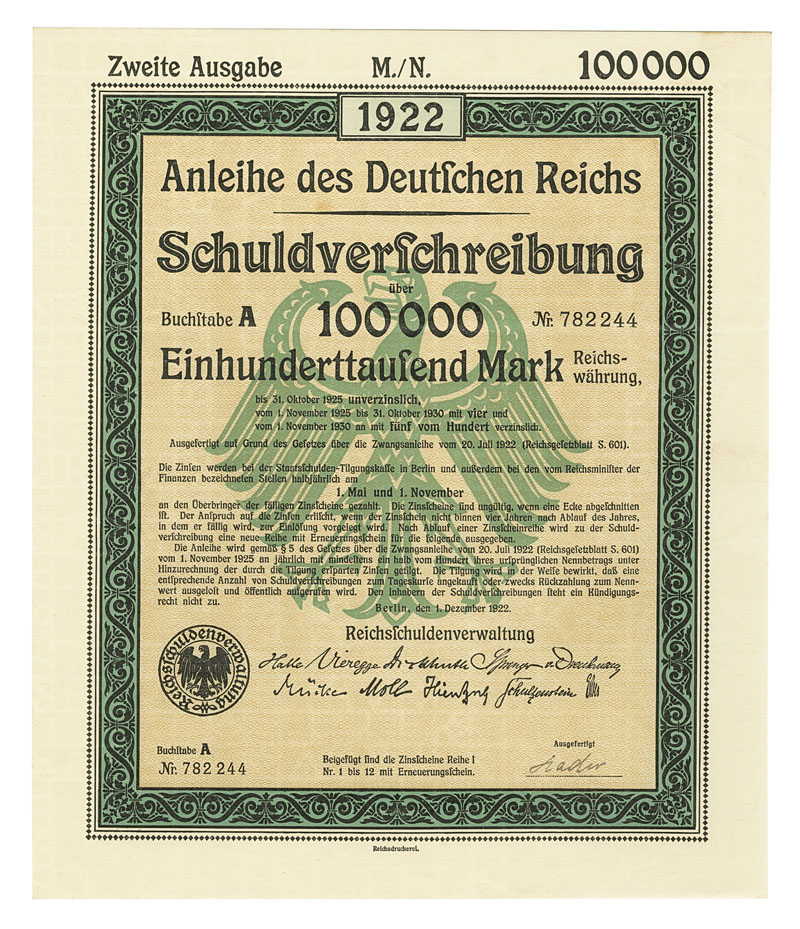 Zweite Ausgabe M./N. 100000
1922
Anleihe des Deutſchen Reichs
Schuldverſchreibung
über
Buchſtabe A 100000 Nr. 782244
Einhunderttauſend Mark Reichs-
währung,
bis 31. Oktober 1925 unverzinslich,
vom 1. November 1925 bis 31. Oktober 1930 mit vier und
vom 1. November 1930 an mit fünf vom Hundert verzinslich.
Ausgefertigt auf Grund des Geſetzes über die Zwangsanleihe vom 20. Juli 1922 (Reichsgeſetzblatt S. 601).
Die Zinſen werden bei der Staatsſchulden-Tilgungskaſſe in Berlin und außerdem bei den vom Reichsminiſter der
Finanzen bezeichneten Stellen halbjährlich am
1. Mai und 1. November
an den Überbringer der fälligen Zinsſcheine gezahlt. Die Zinsſcheine ſind ungültig, wenn eine Ecke abgeſchnitten
iſt. Der Anſpruch auf die Zinſen erliſcht, wenn der Zinsſchein nicht binnen vier Jahren nach Ablauf des Jahres,
in dem er fällig wird, zur Einlöſung vorgelegt wird. Nach Ablauf einer Zinsſcheinreihe wird zu der Schuld-
verſchreibung eine neue Reihe mit Erneuerungsſchein für die folgende ausgegeben.
Die Anleihe wird gemäß § 5 des Geſetzes über die Zwangsanleihe vom 20. Juli 1922 (Reichsgeſetzblatt S. 601)
vom 1. November 1925 an jährlich mit mindeſtens ein halb vom Hundert ihres urſprünglichen Nennbetrags unter
Hinzurechnung der durch die Tilgung erſparten Zinſen getilgt. Die Tilgung wird in der Weiſe bewirkt, daß eine
entſprechende Anzahl von Schuldverſchreibungen zum Tageskurſe angekauft oder zwecks Rückzahlung zum Nenn-
wert ausgeloſt und öffentlich aufgerufen wird. Den Inhabern der Schuldverſchreibungen ſteht ein Kündigungs-
recht nicht zu.
Berlin, den 1. Dezember 1922.
Reichsſchuldenverwaltung
Reichsſchuldenverwaltung
Halle Vieregge Springer
Mücke Moll Schulzenstein
Buchſtabe A
Nr. 782244
Beigefügt ſind die Zinsſcheine Reihe I
Nr. 1 bis 12 mit Erneuerungsſchein.
Ausgefertigt
Reichsdruckerei.